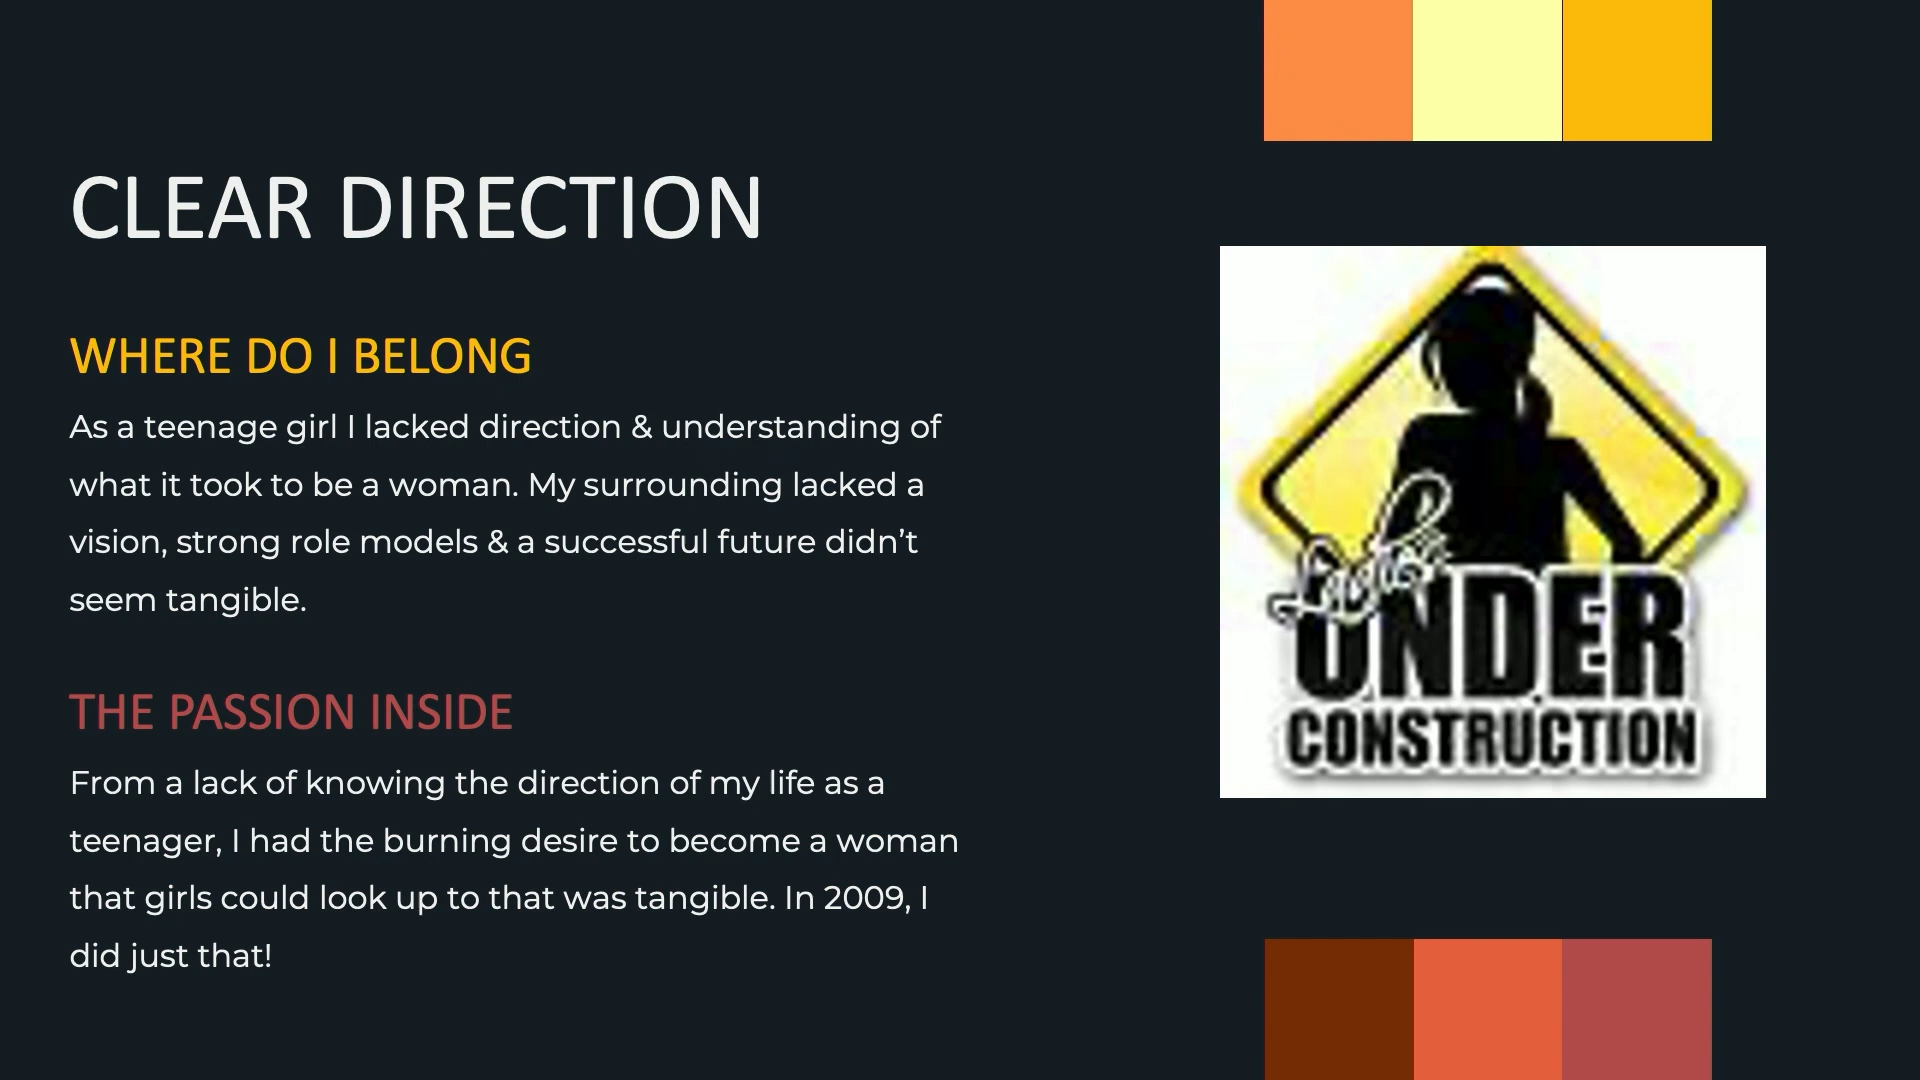 CLEAR DIRECTION
WHERE DO I BELONG
As a teenage girl I lacked direction & understanding of
what it took to be a woman. My surrounding lacked a
vision, strong role models & a successful future didn’t
seem tangible.
THE PASSION INSIDE
From a lack of knowing the direction of my life as a
teenager, I had the burning desire to become a woman
that girls could look up to that was tangible. In 2009, I
did just that!
Ladies
UNDER
CONSTRUCTION